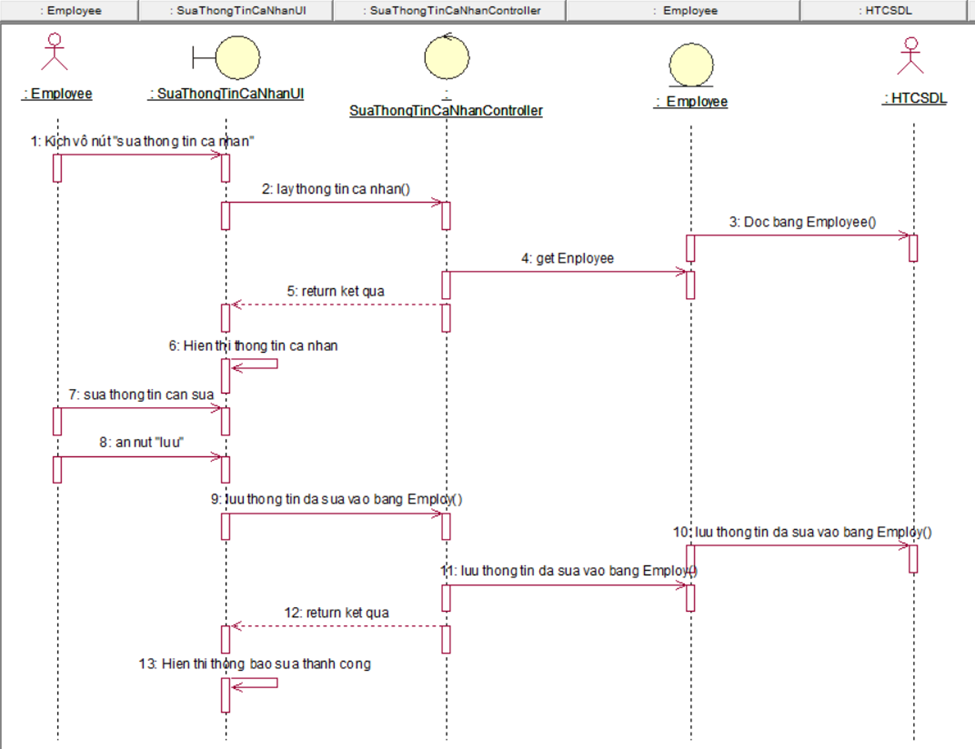 : Employee
: SuaThongTinCaNhanUI
: SuaThongTinCaNhanController
: Employee
: HTCSDL
: Employee
: SuaThongTinCaNhanUI
:
SuaThongTinCaNhanController
: Employee
: HTCSDL
1: Kich vô nút "sua thong tin ca nhan"
2: lay thong tin ca nhan()
3: Doc bang Employee()
4: get Enployee
5: return ket qua
6: Hien thi thong tin ca nhan
7: sua thong tin can sua
8: an nut "luu"
9: luu thong tin da sua vao bang Employ()
10: luu thong tin da sua vao bang Employ()
11: luu thong tin da sua vao bang Employ()
12: return ket qua
13: Hien thi thong bao sua thanh cong